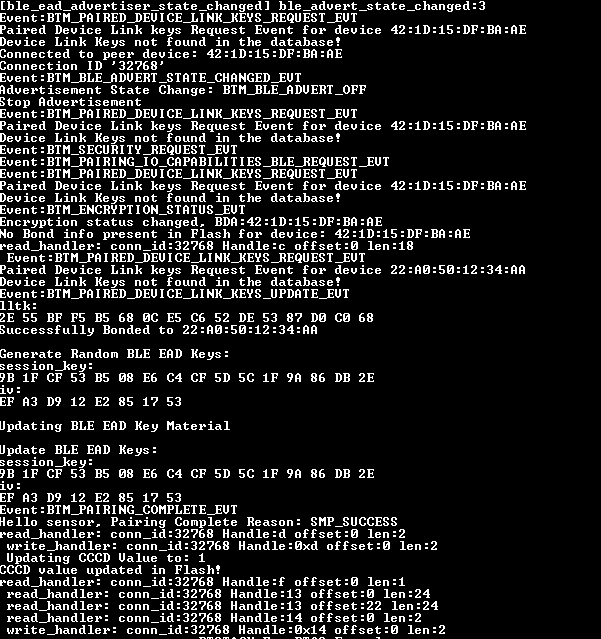 [ble_ead_advertiser_state_changed] ble_advert_state_changed:3
Event:BTM_PAIRED_DEVICE_LINK_KEYS_REQUEST_EVT
Paired Device Link keys Request Event for device 42:1D:15:DF:BA:AE
Device Link Keys not found in the database!
Connected to peer device: 42:1D:15:DF:BA:AE
Connection ID '32768'
Event:BTM_BLE_ADVERT_STATE_CHANGED_EVT
Advertisement State Change: BTM_BLE_ADVERT_OFF
Stop Advertisement
Event:BTM_PAIRED_DEVICE_LINK_KEYS_REQUEST_EVT
Paired Device Link keys Request Event for device 42:1D:15:DF:BA:AE
Device Link Keys not found in the database!
Event:BTM_SECURITY_REQUEST_EVT
Event:BTM_PAIRING_IO_CAPABILITIES_BLE_REQUEST_EVT
Event:BTM_PAIRED_DEVICE_LINK_KEYS_REQUEST_EVT
Paired Device Link keys Request Event for device 42:1D:15:DF:BA:AE
Device Link Keys not found in the database!
Event:BTM_ENCRYPTION_STATUS_EVT
Encryption status changed, BDA:42:1D:15:DF:BA:AE
No Bond info present in Flash for device: 42:1D:15:DF:BA:AE
read_handler: conn_id:32768 Handle:c offset:0 len:18
Event:BTM_PAIRED_DEVICE_LINK_KEYS_REQUEST_EVT
Paired Device Link keys Request Event for device 22:A0:50:12:34:AA
Device Link Keys not found in the database!
Event:BTM_PAIRED_DEVICE_LINK_KEYS_UPDATE_EVT
lltk:
2E 55 BF F5 B5 68 0C E5 C6 52 DE 53 87 D0 C0 68
Successfully Bonded to 22:A0:50:12:34:AA
Generate Random BLE EAD Keys:
session_key:
9B 1F CF 53 B5 08 E6 C4 CF 5D 5C 1F 9A 86 DB 2E
iv:
EF A3 D9 12 E2 85 17 53
Updating BLE EAD Key Material
Update BLE EAD Keys:
session_key:
9B 1F CF 53 B5 08 E6 C4 CF 5D 5C 1F 9A 86 DB 2E
iv:
EF A3 D9 12 E2 85 17 53
Event:BTM_PAIRING_COMPLETE_EVT
Hello sensor, Pairing Complete Reason: SMP_SUCCESS
read_handler: conn_id:32768 Handle:d offset:0 len:2
write_handler: conn_id:32768 Handle:0xd offset:0 len:2
Updating CCCD Value to: 1
CCCD value updated in Flash!
read_handler: conn_id:32768 Handle:f offset:0 len:1
read_handler: conn_id:32768 Handle:13 offset:0 len:24
read_handler: conn_id:32768 Handle:13 offset:22 len:24
read_handler: conn_id:32768 Handle:14 offset:0 len:2
write_handler: conn_id:32768 Handle:0x14 offset:0 len:2